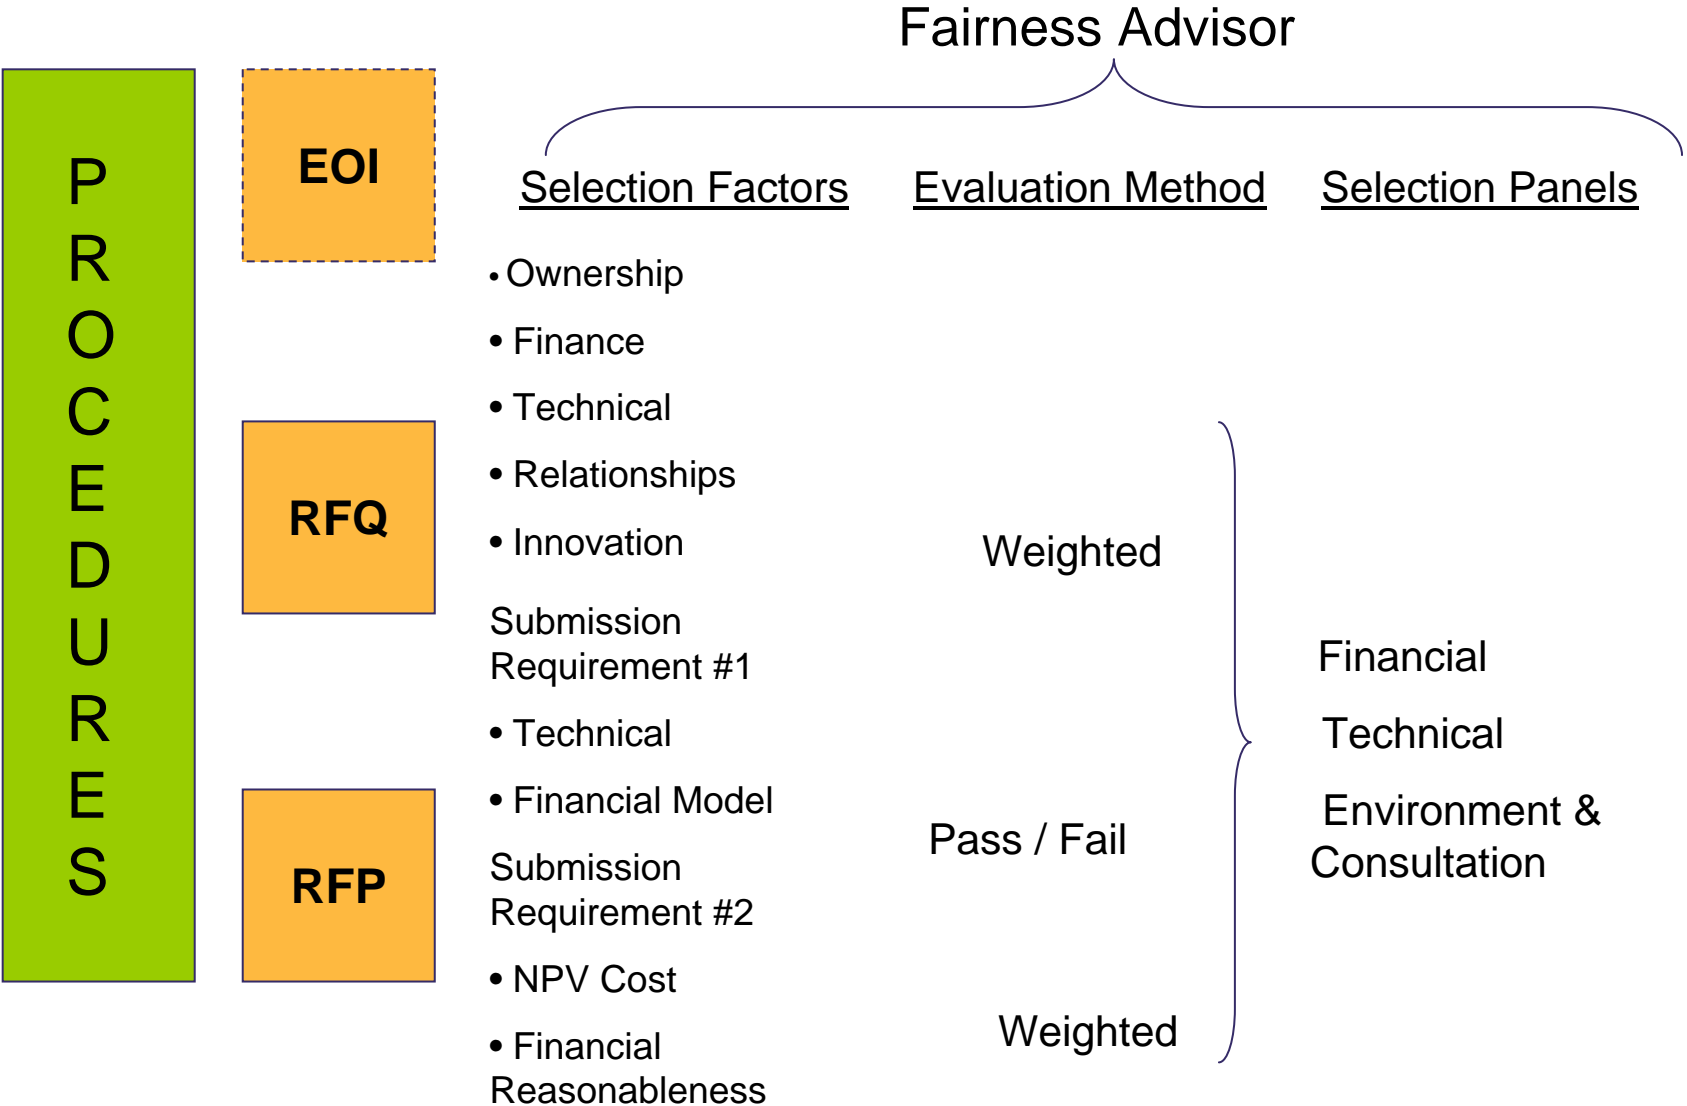 Fairness Advisor
P
R
O
C
E
D
U
R
E
S
EOI
RFQ
RFP
Selection Factors
• Ownership
• Finance
• Technical
• Relationships
• Innovation
Submission
Requirement #1
• Technical
• Financial Model
Submission
Requirement #2
• NPV Cost
• Financial
Reasonableness
Evaluation Method
Weighted
Pass / Fail
Weighted
Selection Panels
Financial
Technical
Environment &
Consultation